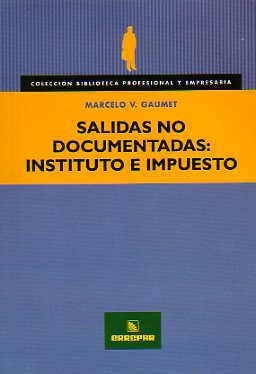 COLECCIÓN BIBLIOTECA PROFESIONAL Y EMPRESARIA
MARCELO V. GAUMET
SALIDAS NO
DOCUMENTADAS:
INSTITUTO E IMPUESTO
ERREPAR